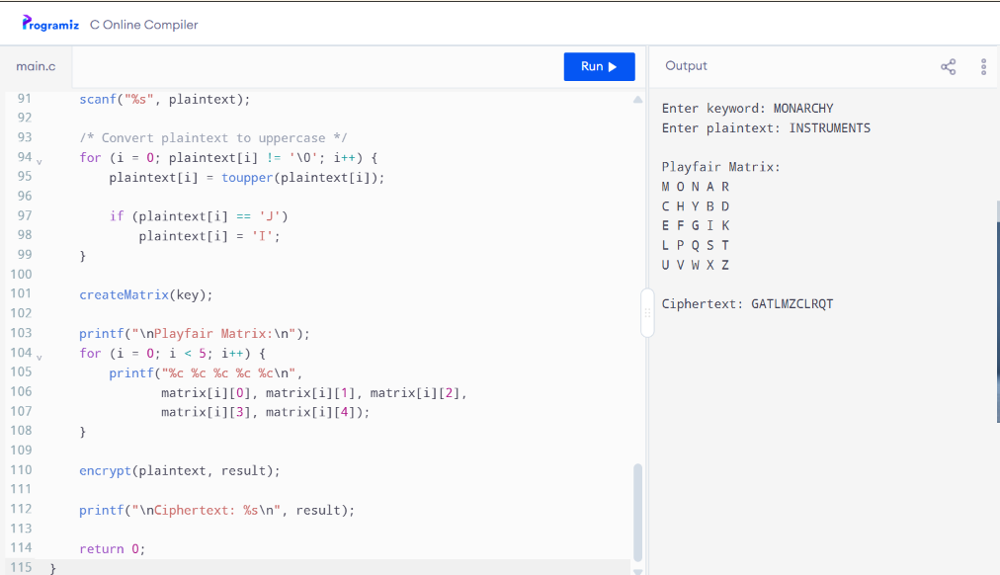 Programiz C Online Compiler
main.c
Run
91 scanf("%s", plaintext);
92
93 /* Convert plaintext to uppercase */
94 for (i = 0; plaintext[i] != '\0'; i++) {
95 plaintext[i] = toupper(plaintext[i]);
96
97 if (plaintext[i] == 'J')
98 plaintext[i] = 'I';
99 }
100
101 createMatrix(key);
102
103 printf("\nPlayfair Matrix:\n");
104 for (i = 0; i < 5; i++) {
105 printf("%c %c %c %c %c\n",
106 matrix[i][0], matrix[i][1], matrix[i][2],
107 matrix[i][3], matrix[i][4]);
108 }
109
110 encrypt(plaintext, result);
111
112 printf("\nCiphertext: %s\n", result);
113
114 return 0;
115 }
Output
Enter keyword: MONARCHY
Enter plaintext: INSTRUMENTS
Playfair Matrix:
M O N A R
C H Y B D
E F G I K
L P Q S T
U V W X Z
Ciphertext: GATLMZCLRQT